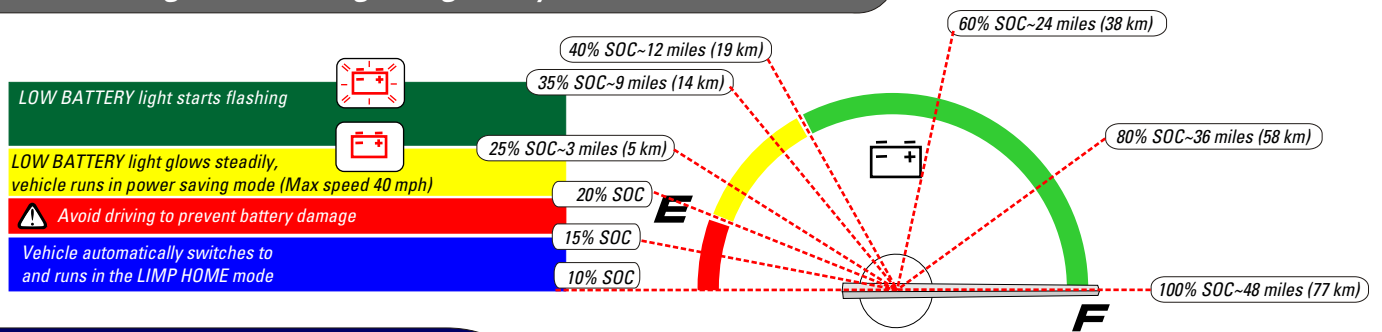 LOW BATTERY light starts flashing
LOW BATTERY light glows steadily,
vehicle runs in power saving mode (Max speed 40 mph)
Avoid driving to prevent battery damage
Vehicle automatically switches to
and runs in the LIMP HOME mode
60% SOC~24 miles (38 km)
40% SOC~12 miles (19 km)
35% SOC~9 miles (14 km)
80% SOC~36 miles (58 km)
25% SOC~3 miles (5 km)
20% SOC
E
15% SOC
10% SOC
100% SOC~48 miles (77 km)
F